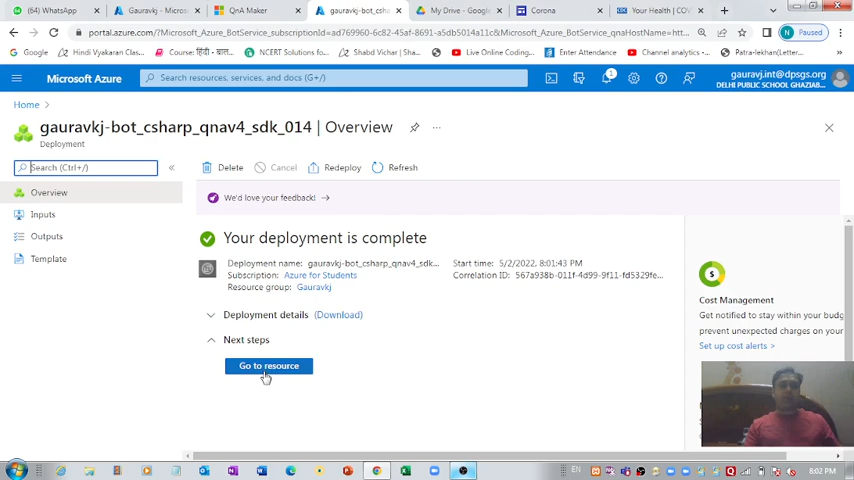 (64) WhatsApp
Gauravkj - Micros
QnA Maker
gauravkj-bot_csha
My Drive - Google
Corona
Your Health | COV
portal.azure.com/?Microsoft_Azure_BotService_subscriptionId=ad769960-6c82-45af-8691-a5db5014a11c&Microsoft_Azure_BotService_qnaHostName=htt...
N Paused
Google
Hindi Vyakaran Clas...
Course: हिंदी - बाल...
NCERT Solutions for...
Shabd Vichar | Sha...
Live Online Coding...
Enter Attendance
Channel analytics -...
Patra-lekhan(Letter...
Microsoft Azure
Search resources, services, and docs (G+/)
1
gauravj.int@dpsgs.org
DELHI PUBLIC SCHOOL GHAZIAB...
Home >
gauravkj-bot_csharp_qnav4_sdk_014 | Overview
Deployment
Search (Ctrl+/)
Delete
Cancel
Redeploy
Refresh
Overview
Inputs
Outputs
Template
We'd love your feedback! →
Your deployment is complete
Deployment name: gauravkj-bot_csharp_qnav4_sdk...
Start time: 5/2/2022, 8:01:43 PM
Subscription: Azure for Students
Correlation ID: 567a938b-011f-4d99-9f11-fd5329fe...
Resource group: Gauravkj
Deployment details (Download)
Next steps
Go to resource
Cost Management
Get notified to stay within your budg
prevent unexpected charges on your
Set up cost alerts >
EN
8:02 PM